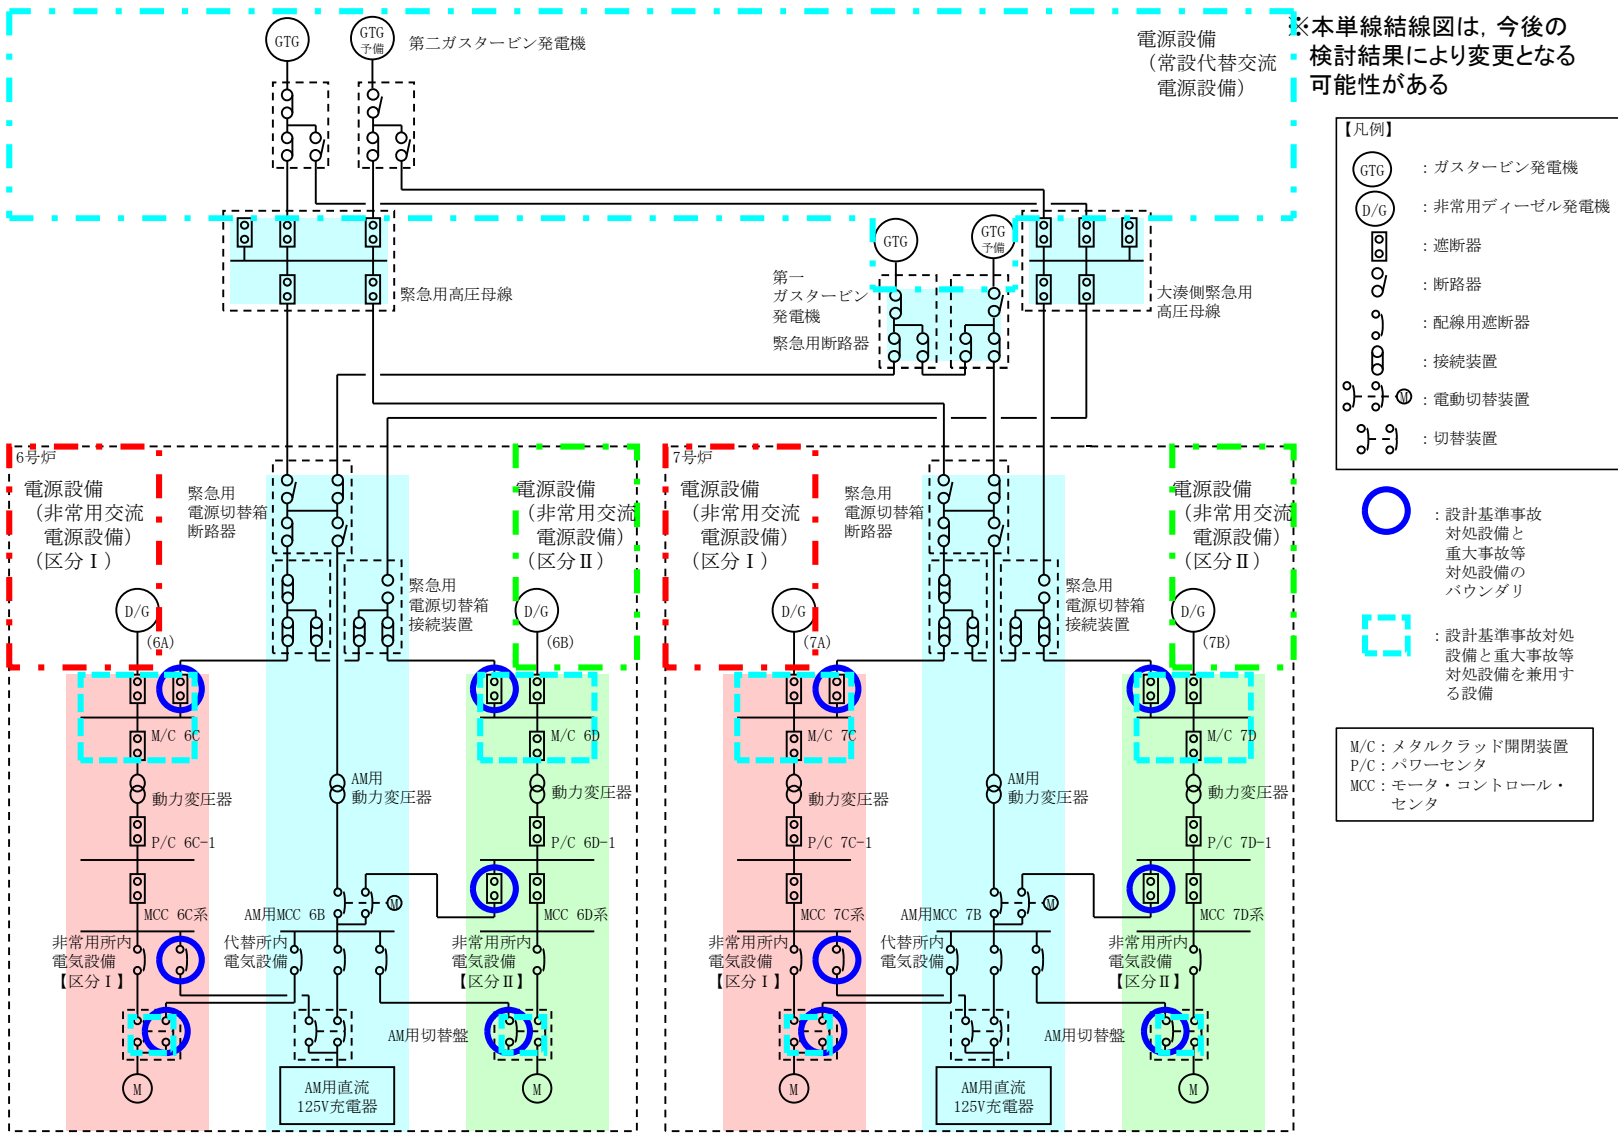 GTG
GTG
予備
第二ガスタービン発電機
電源設備
（常設代替交流
電源設備）
※本単線結線図は，今後の
検討結果により変更となる
可能性がある
緊急用高圧母線
GTG
GTG
予備
第一
ガスタービン
発電機
緊急用断路器
大湊側緊急用
高圧母線
【凡例】
GTG
：ガスタービン発電機
D/G
：非常用ディーゼル発電機
：遮断器
：断路器
：配線用遮断器
：接続装置
M
：電動切替装置
：切替装置
：設計基準事故
対処設備と
重大事故等
対処設備の
バウンダリ
：設計基準事故対処
設備と重大事故等
対処設備を兼用す
る設備
M/C：メタルクラッド開閉装置
P/C：パワーセンタ
MCC：モータ・コントロール・
センタ
6号炉
電源設備
（非常用交流
電源設備）
（区分Ⅰ）
緊急用
電源切替箱
断路器
電源設備
（非常用交流
電源設備）
（区分Ⅱ）
緊急用
電源切替箱
接続装置
D/G
(6A)
D/G
(6B)
M/C 6C
M/C 6D
動力変圧器
AM用
動力変圧器
動力変圧器
P/C 6C-1
P/C 6D-1
MCC 6C系
AM用MCC 6B
M
MCC 6D系
非常用所内
電気設備
【区分Ⅰ】
代替所内
電気設備
非常用所内
電気設備
【区分Ⅱ】
AM用切替盤
M
AM用直流
125V充電器
M
7号炉
電源設備
（非常用交流
電源設備）
（区分Ⅰ）
緊急用
電源切替箱
断路器
電源設備
（非常用交流
電源設備）
（区分Ⅱ）
緊急用
電源切替箱
接続装置
D/G
(7A)
D/G
(7B)
M/C 7C
M/C 7D
動力変圧器
AM用
動力変圧器
動力変圧器
P/C 7C-1
P/C 7D-1
MCC 7C系
AM用MCC 7B
M
MCC 7D系
非常用所内
電気設備
【区分Ⅰ】
代替所内
電気設備
非常用所内
電気設備
【区分Ⅱ】
AM用切替盤
M
AM用直流
125V充電器
M